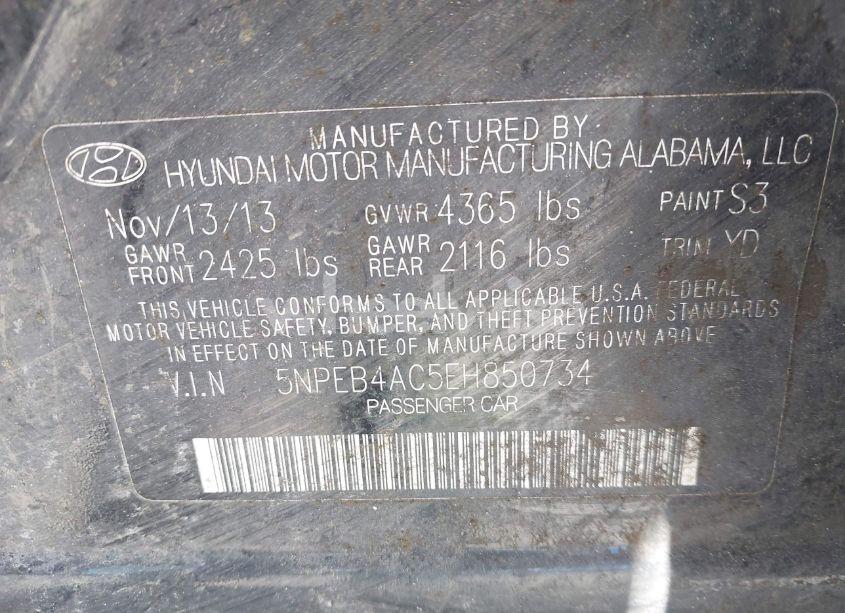 MANUFACTURED BY
HYUNDAI MOTOR MANUFACTURING ALABAMA, LLC
Nov/13/13 GVWR 4365 lbs PAINT S3
GAWR FRONT 2425 lbs GAWR REAR 2116 lbs TRIM YD
THIS VEHICLE CONFORMS TO ALL APPLICABLE U.S.A. FEDERAL
MOTOR VEHICLE SAFETY, BUMPER, AND THEFT PREVENTION STANDARDS
IN EFFECT ON THE DATE OF MANUFACTURE SHOWN ABOVE
V.I.N 5NPEB4AC5EH850734
PASSENGER CAR